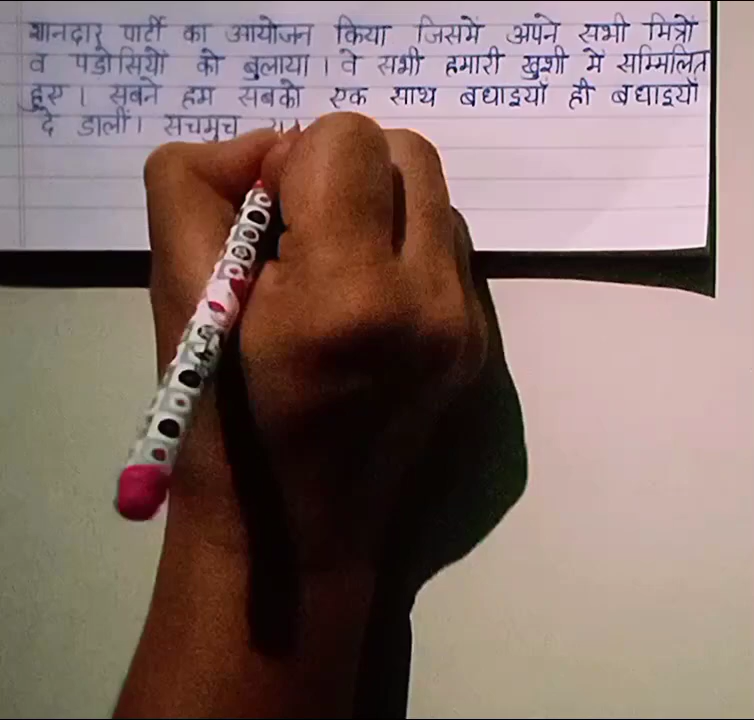 शानदार पार्टी का आयोजन किया जिसमें अपने सभी मित्रों
व पडोसियों को बुलाया । वे सभी हमारी खुशी में सम्मिलित
हुए । सबने हम सबको एक साथ बधाइयाँ ही बधाइयाँ
दे डालीं। सचमुच